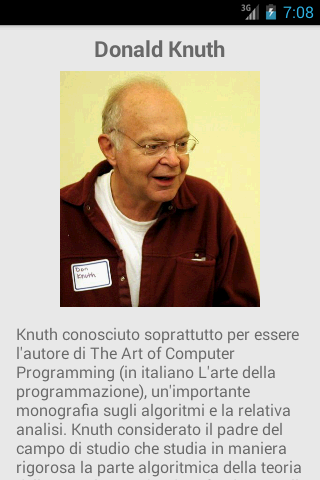 3G 7:08
Donald Knuth
Don
Knuth
Knuth conosciuto soprattutto per essere
l'autore di The Art of Computer
Programming (in italiano L'arte della
programmazione), un'importante
monografia sugli algoritmi e la relativa
analisi. Knuth considerato il padre del
campo di studio che studia in maniera
rigorosa la parte algoritmica della teoria